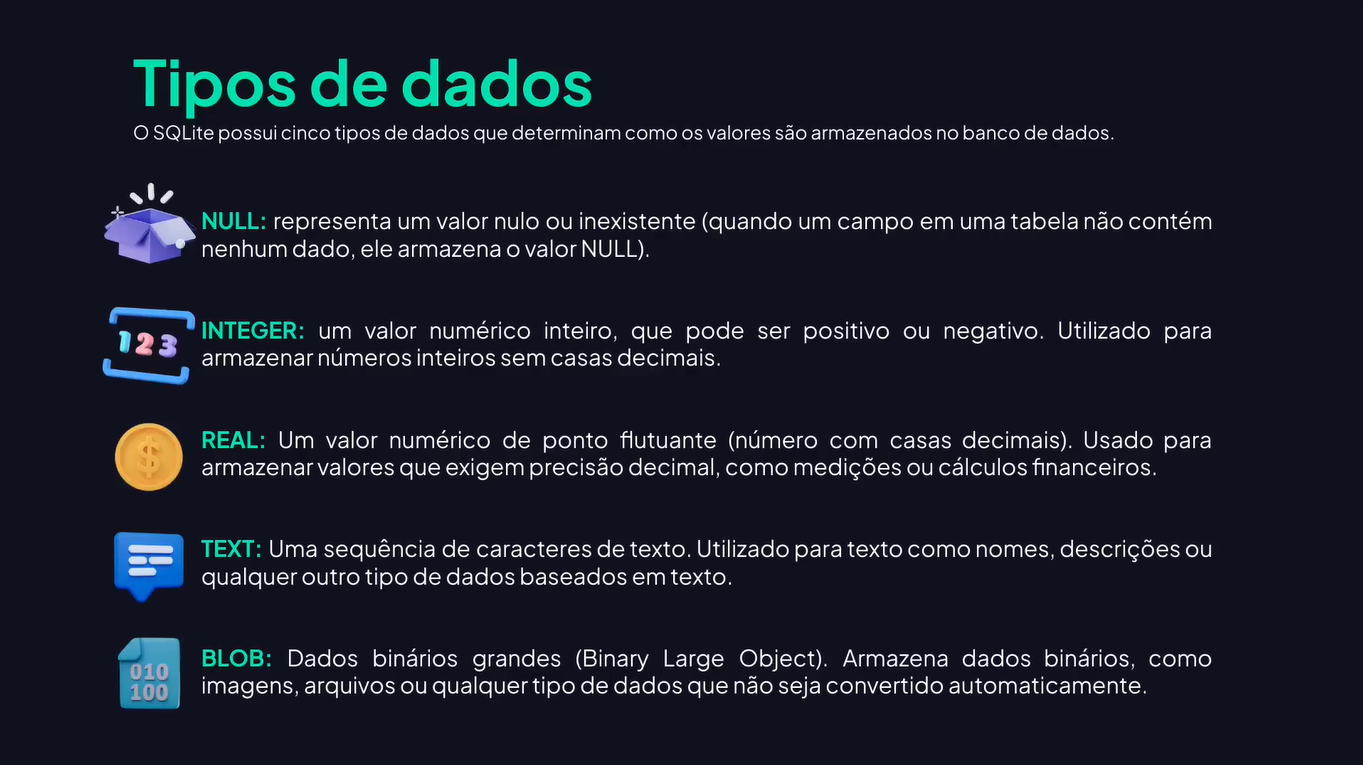 Tipos de dados
O SQLite possui cinco tipos de dados que determinam como os valores são armazenados no banco de dados.
NULL: representa um valor nulo ou inexistente (quando um campo em uma tabela não contém
nenhum dado, ele armazena o valor NULL).
123
INTEGER: um valor numérico inteiro, que pode ser positivo ou negativo. Utilizado para
armazenar números inteiros sem casas decimais.
$
REAL: Um valor numérico de ponto flutuante (número com casas decimais). Usado para
armazenar valores que exigem precisão decimal, como medições ou cálculos financeiros.
TEXT: Uma sequência de caracteres de texto. Utilizado para texto como nomes, descrições ou
qualquer outro tipo de dados baseados em texto.
010
100
BLOB: Dados binários grandes (Binary Large Object). Armazena dados binários, como
imagens, arquivos ou qualquer tipo de dados que não seja convertido automaticamente.